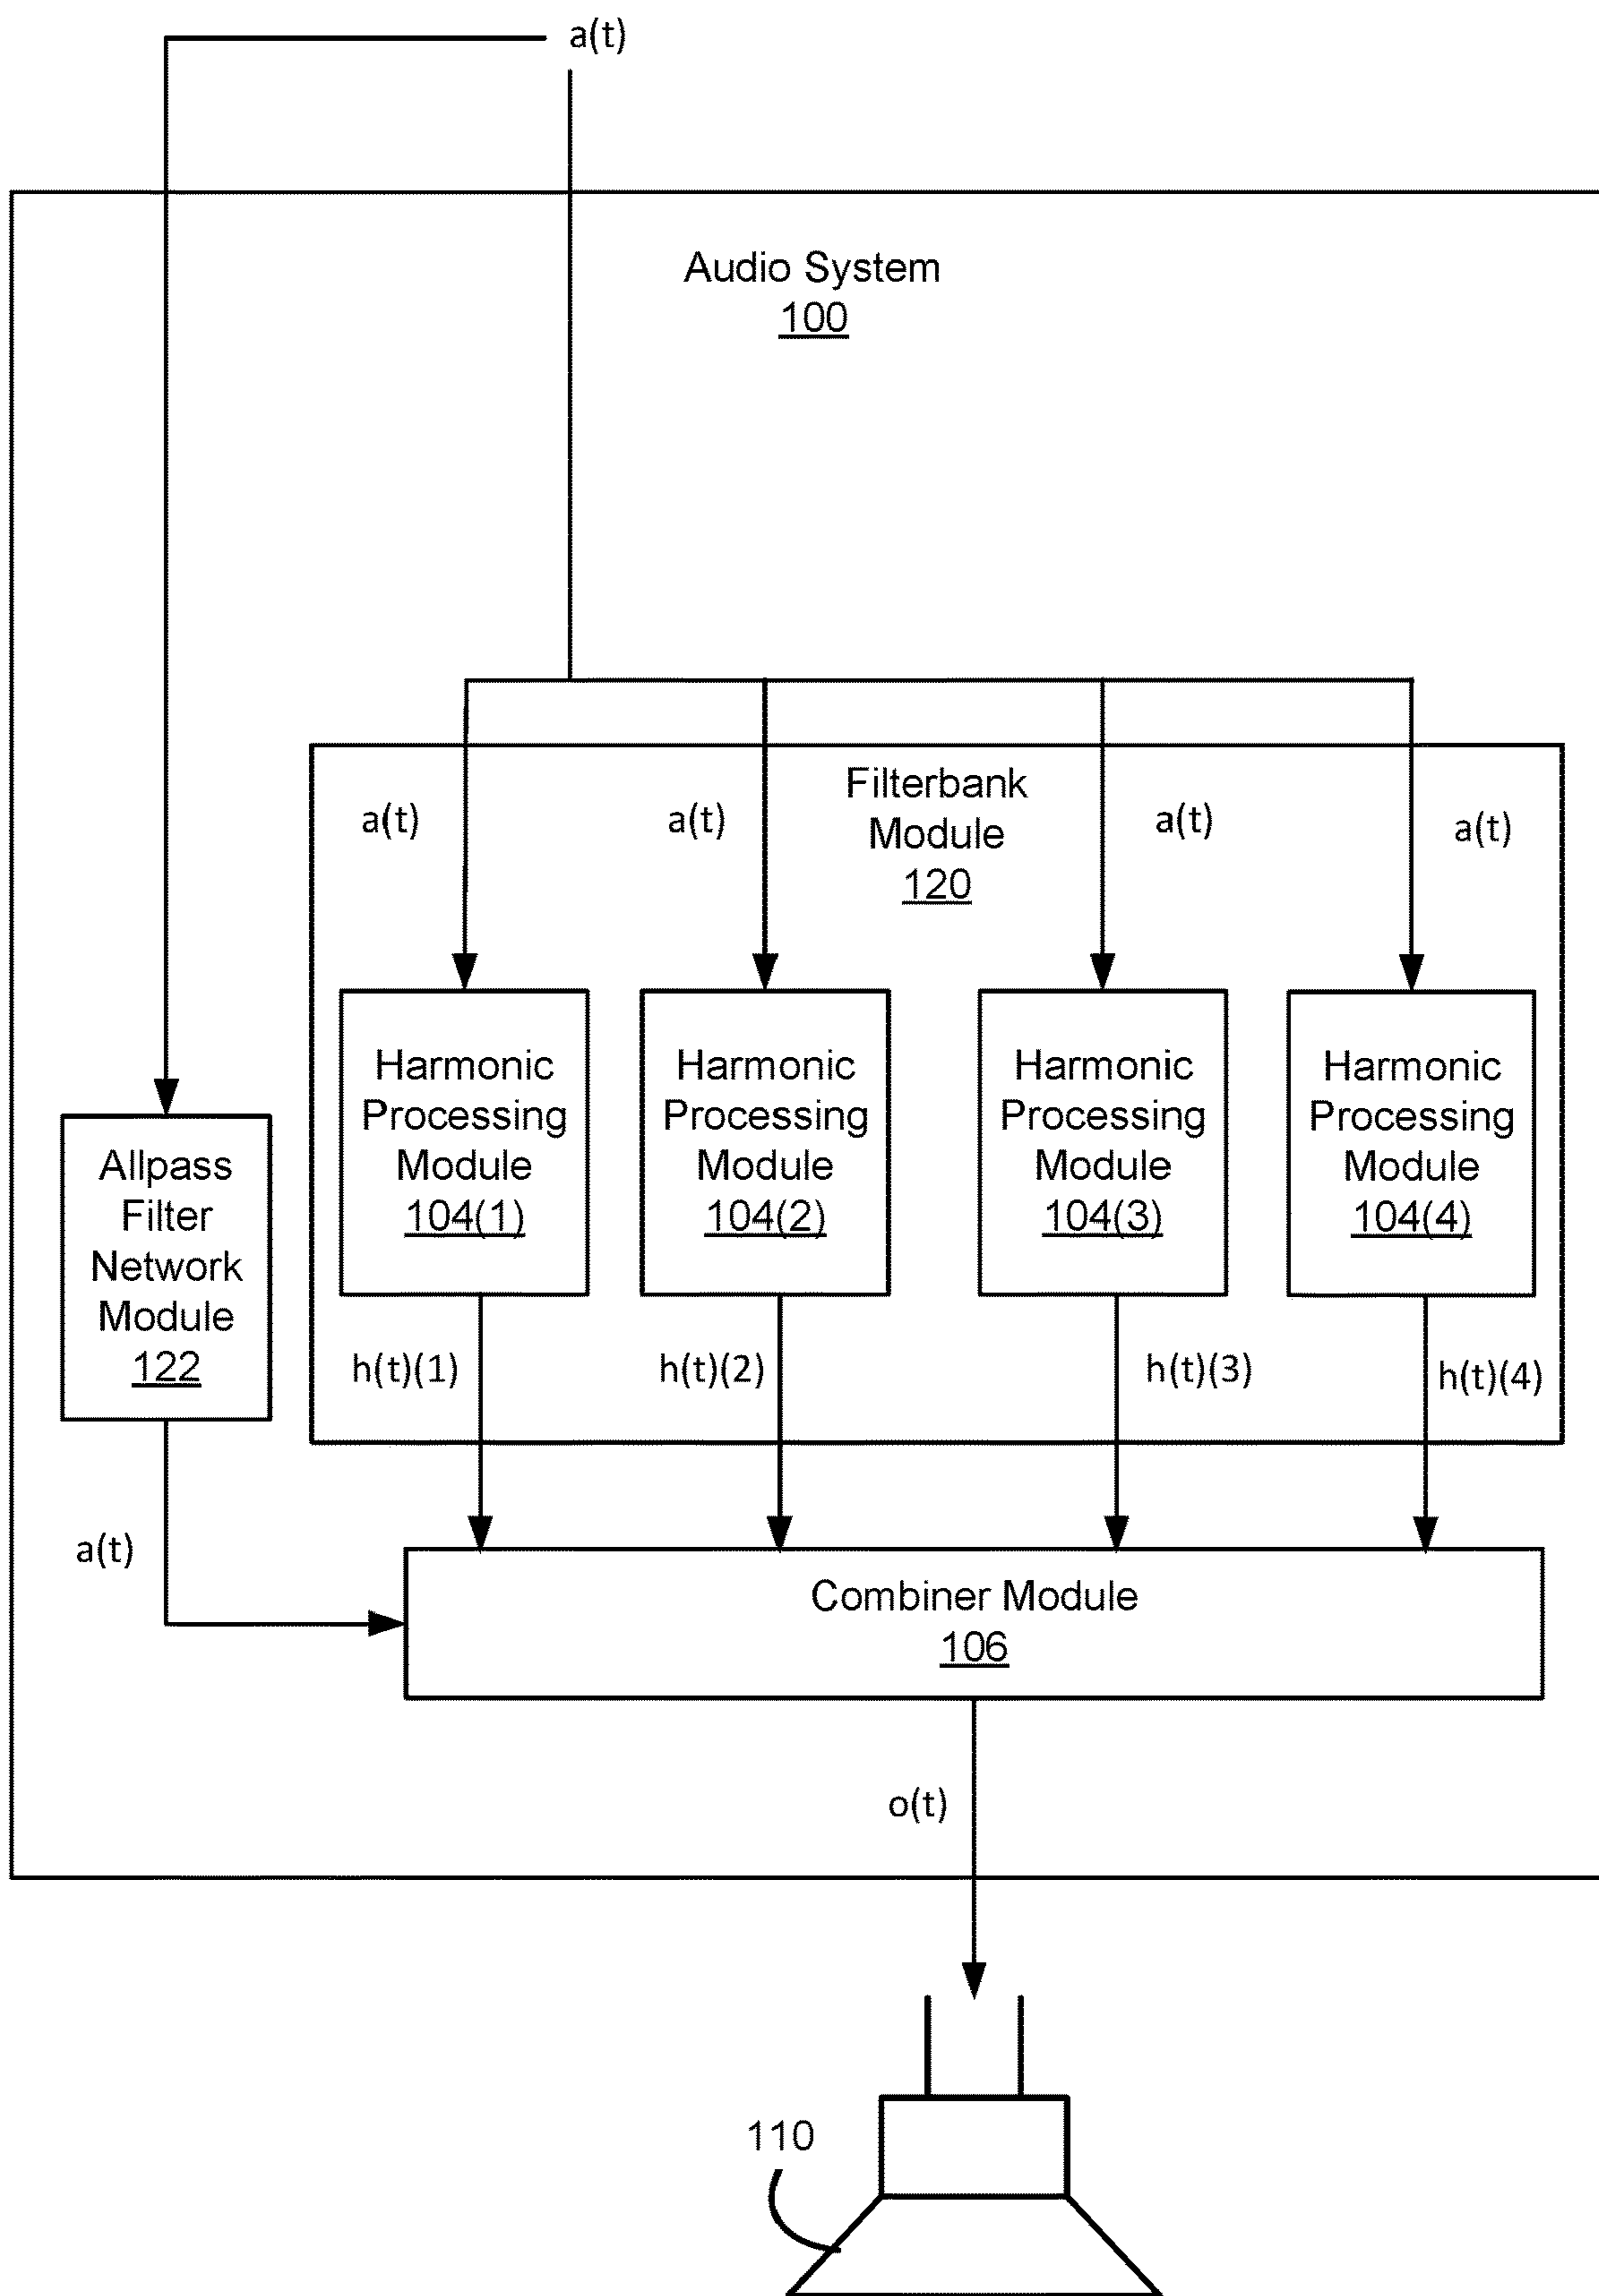 a(t)
Audio System
100
Filterbank
Module
120
a(t)
a(t)
a(t)
a(t)
Harmonic
Processing
Module
104(1)
Harmonic
Processing
Module
104(2)
Harmonic
Processing
Module
104(3)
Harmonic
Processing
Module
104(4)
Allpass
Filter
Network
Module
122
h(t)(1)
h(t)(2)
h(t)(3)
h(t)(4)
a(t)
Combiner Module
106
o(t)
110